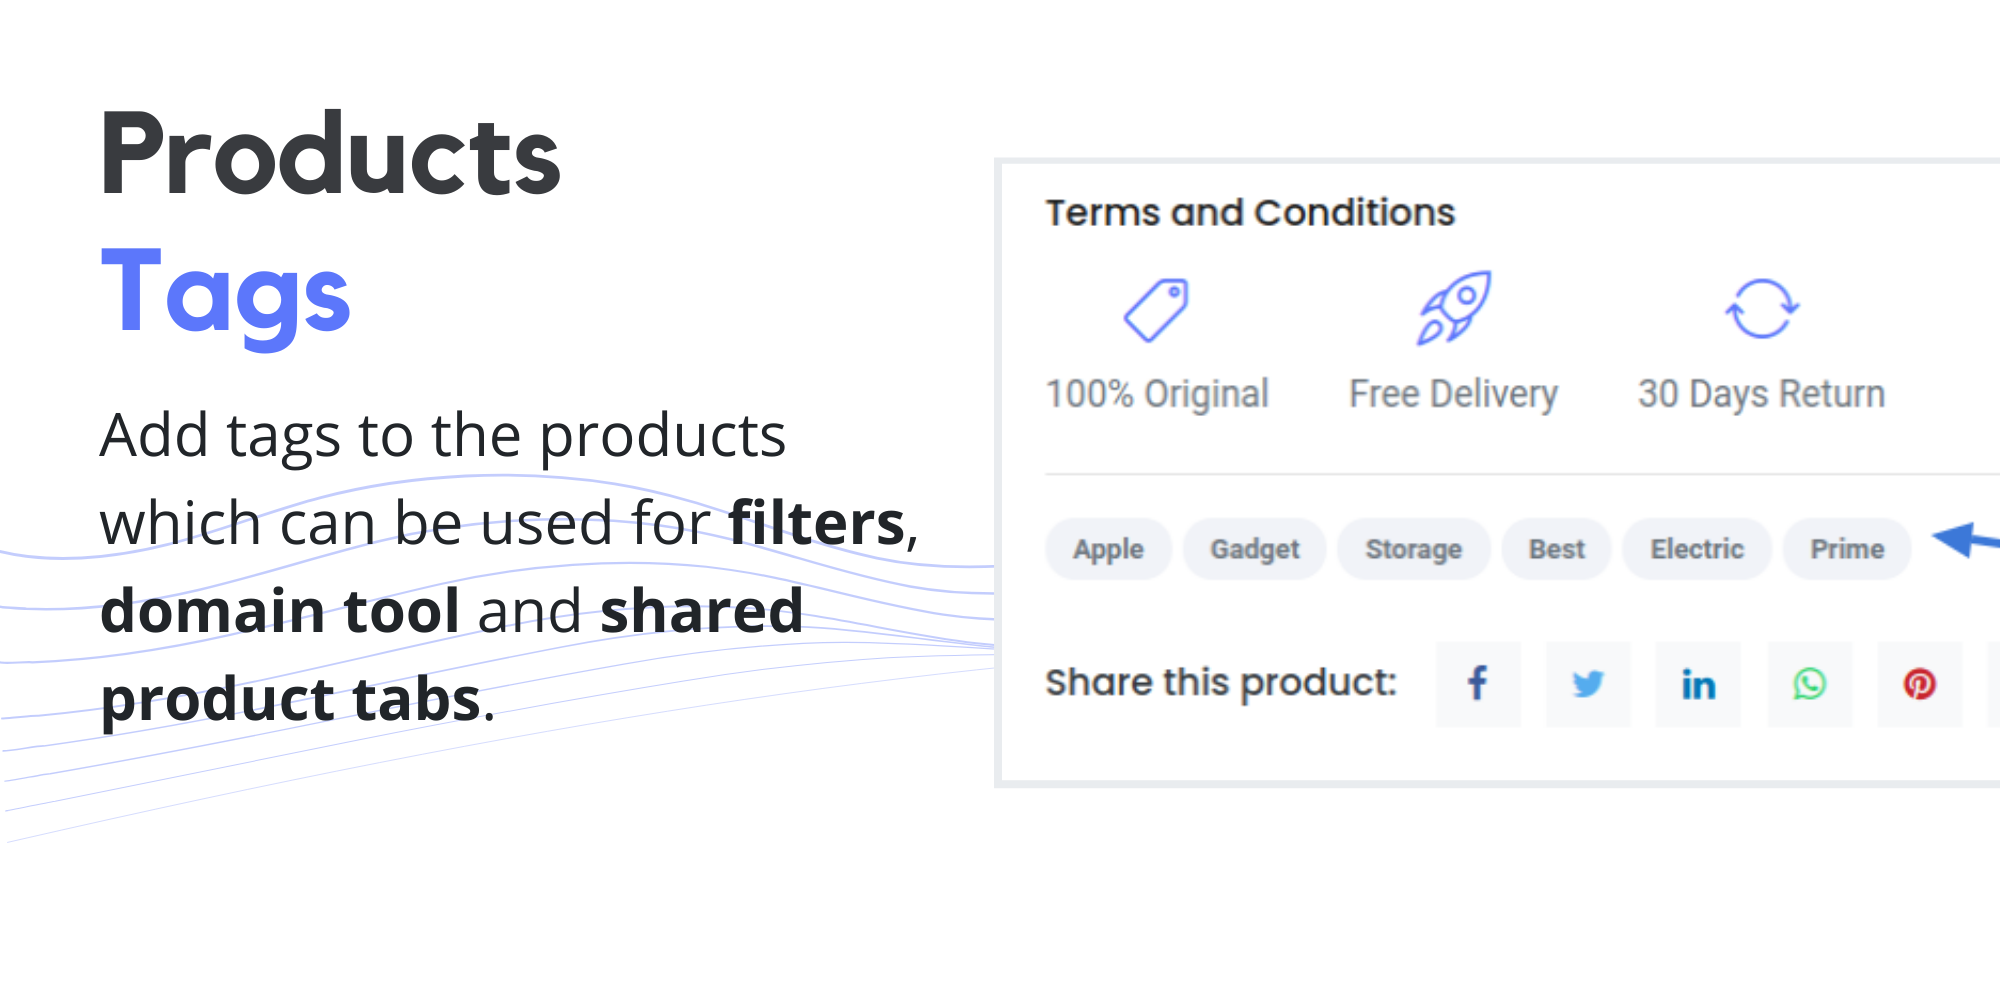 Products
Tags
Add tags to the products
which can be used for filters,
domain tool and shared
product tabs.
Terms and Conditions
100% Original Free Delivery 30 Days Return
Apple Gadget Storage Best Electric Prime
Share this product: